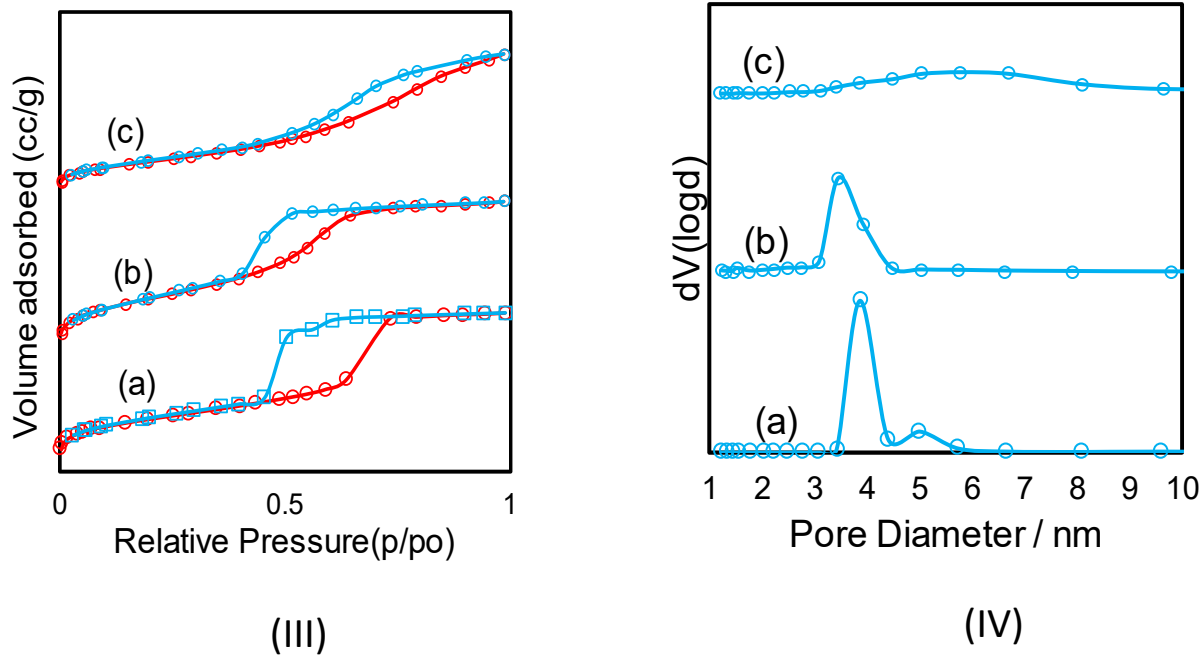 Volume adsorbed (cc/g)
(c)
(b)
(a)
0
0.5
1
Relative Pressure(p/po)
(III)
dV(logd)
(c)
(b)
(a)
1 2 3 4 5 6 7 8 9 10
Pore Diameter / nm
(IV)